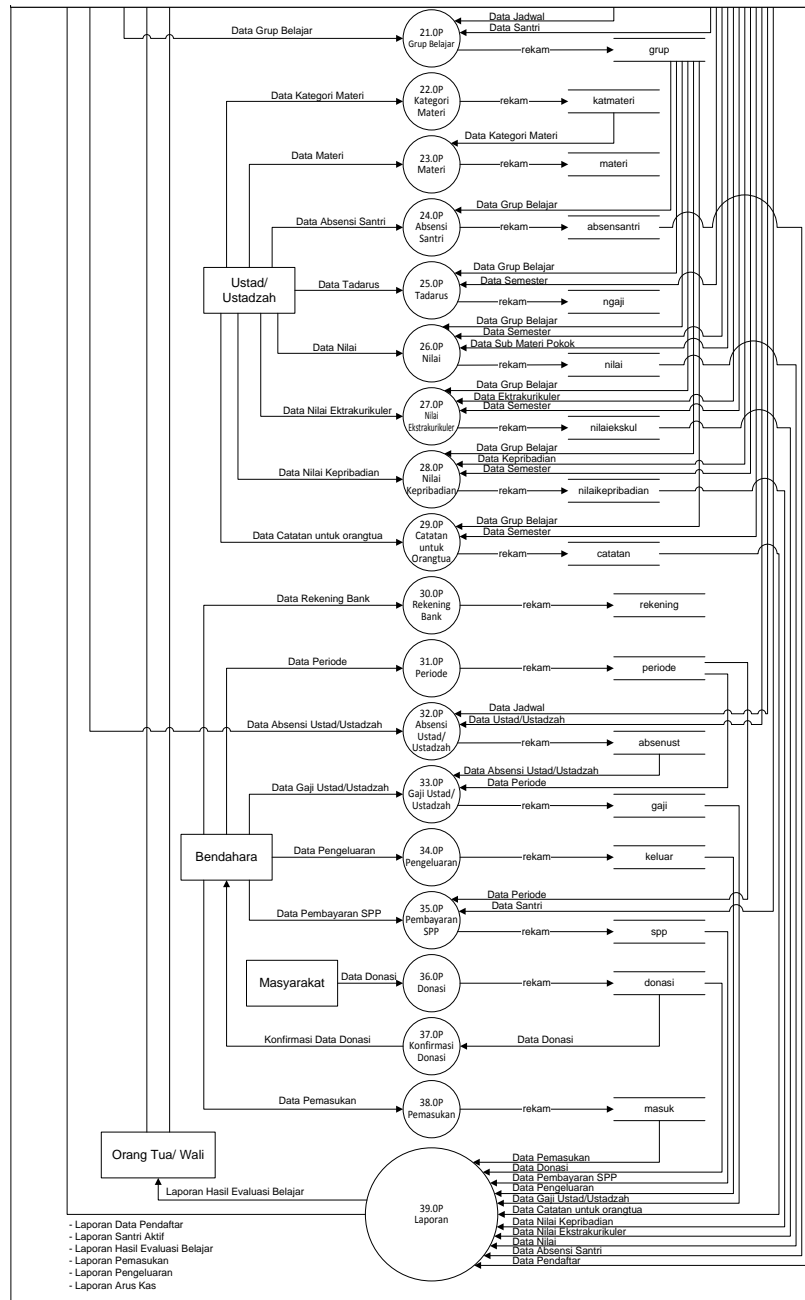 Data Jadwal
Data Santri
Data Grup Belajar
21.0P
Grup Belajar
rekam
grup
Data Kategori Materi
22.0P
Kategori
Materi
rekam
katmateri
Data Kategori Materi
Data Materi
23.0P
Materi
rekam
materi
Data Grup Belajar
Data Absensi Santri
24.0P
Absensi
Santri
rekam
absensantri
Ustad/
Ustadzah
Data Grup Belajar
Data Semester
Data Tadarus
25.0P
Tadarus
rekam
ngaji
Data Grup Belajar
Data Semester
Data Sub Materi Pokok
Data Nilai
26.0P
Nilai
rekam
nilai
Data Grup Belajar
Data Ektrakurikuler
Data Semester
Data Nilai Ektrakurikuler
27.0P
Nilai
Ekstrakurikuler
rekam
nilaiekskul
Data Grup Belajar
Data Kepribadian
Data Semester
Data Nilai Kepribadian
28.0P
Nilai
Kepribadian
rekam
nilaikepribadian
Data Grup Belajar
Data Semester
Data Catatan untuk orangtua
29.0P
Catatan
untuk
Orangtua
rekam
catatan
Data Rekening Bank
30.0P
Rekening
Bank
rekam
rekening
Data Periode
31.0P
Periode
rekam
periode
Data Jadwal
Data Ustad/Ustadzah
Data Absensi Ustad/Ustadzah
32.0P
Absensi
Ustad/
Ustadzah
rekam
absenust
Data Absensi Ustad/Ustadzah
Data Periode
Data Gaji Ustad/Ustadzah
33.0P
Gaji Ustad/
Ustadzah
rekam
gaji
Bendahara
Data Pengeluaran
34.0P
Pengeluaran
rekam
keluar
Data Periode
Data Santri
Data Pembayaran SPP
35.0P
Pembayaran
SPP
rekam
spp
Masyarakat
Data Donasi
36.0P
Donasi
rekam
donasi
Konfirmasi Data Donasi
37.0P
Konfirmasi
Donasi
Data Donasi
Data Pemasukan
38.0P
Pemasukan
rekam
masuk
Orang Tua/ Wali
Laporan Hasil Evaluasi Belajar
39.0P
Laporan
Data Pemasukan
Data Donasi
Data Pembayaran SPP
Data Pengeluaran
Data Gaji Ustad/Ustadzah
Data Catatan untuk orangtua
Data Nilai Kepribadian
Data Nilai Ekstrakurikuler
Data Nilai
Data Absensi Santri
Data Pendaftar
- Laporan Data Pendaftar
- Laporan Santri Aktif
- Laporan Hasil Evaluasi Belajar
- Laporan Pemasukan
- Laporan Pengeluaran
- Laporan Arus Kas